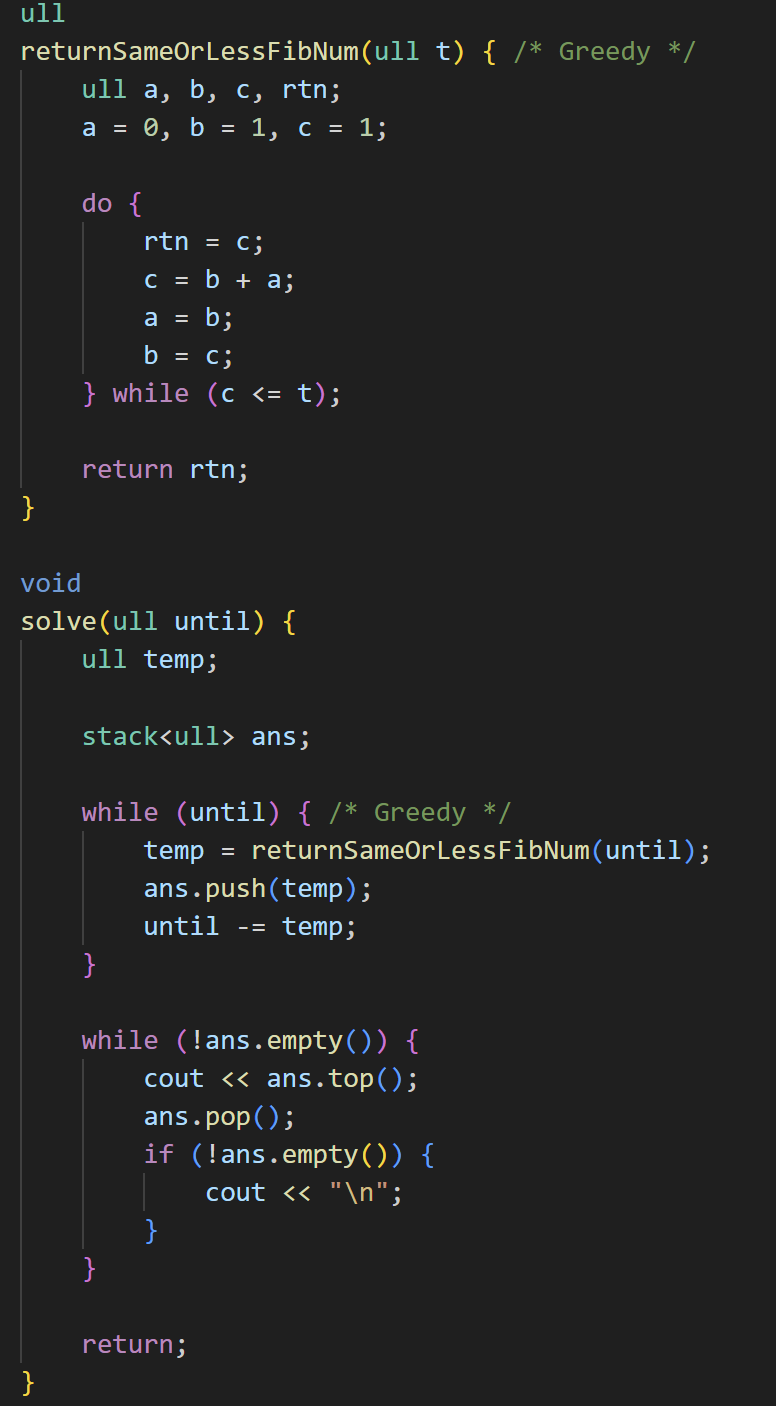 ull
returnSameOrLessFibNum(ull t) { /* Greedy */
    ull a, b, c, rtn;
    a = 0, b = 1, c = 1;

    do {
        rtn = c;
        c = b + a;
        a = b;
        b = c;
    } while (c <= t);

    return rtn;
}

void
solve(ull until) {
    ull temp;

    stack<ull> ans;

    while (until) { /* Greedy */
        temp = returnSameOrLessFibNum(until);
        ans.push(temp);
        until -= temp;
    }

    while (!ans.empty()) {
        cout << ans.top();
        ans.pop();
        if (!ans.empty()) {
            cout << "\n";
        }
    }

    return;
}